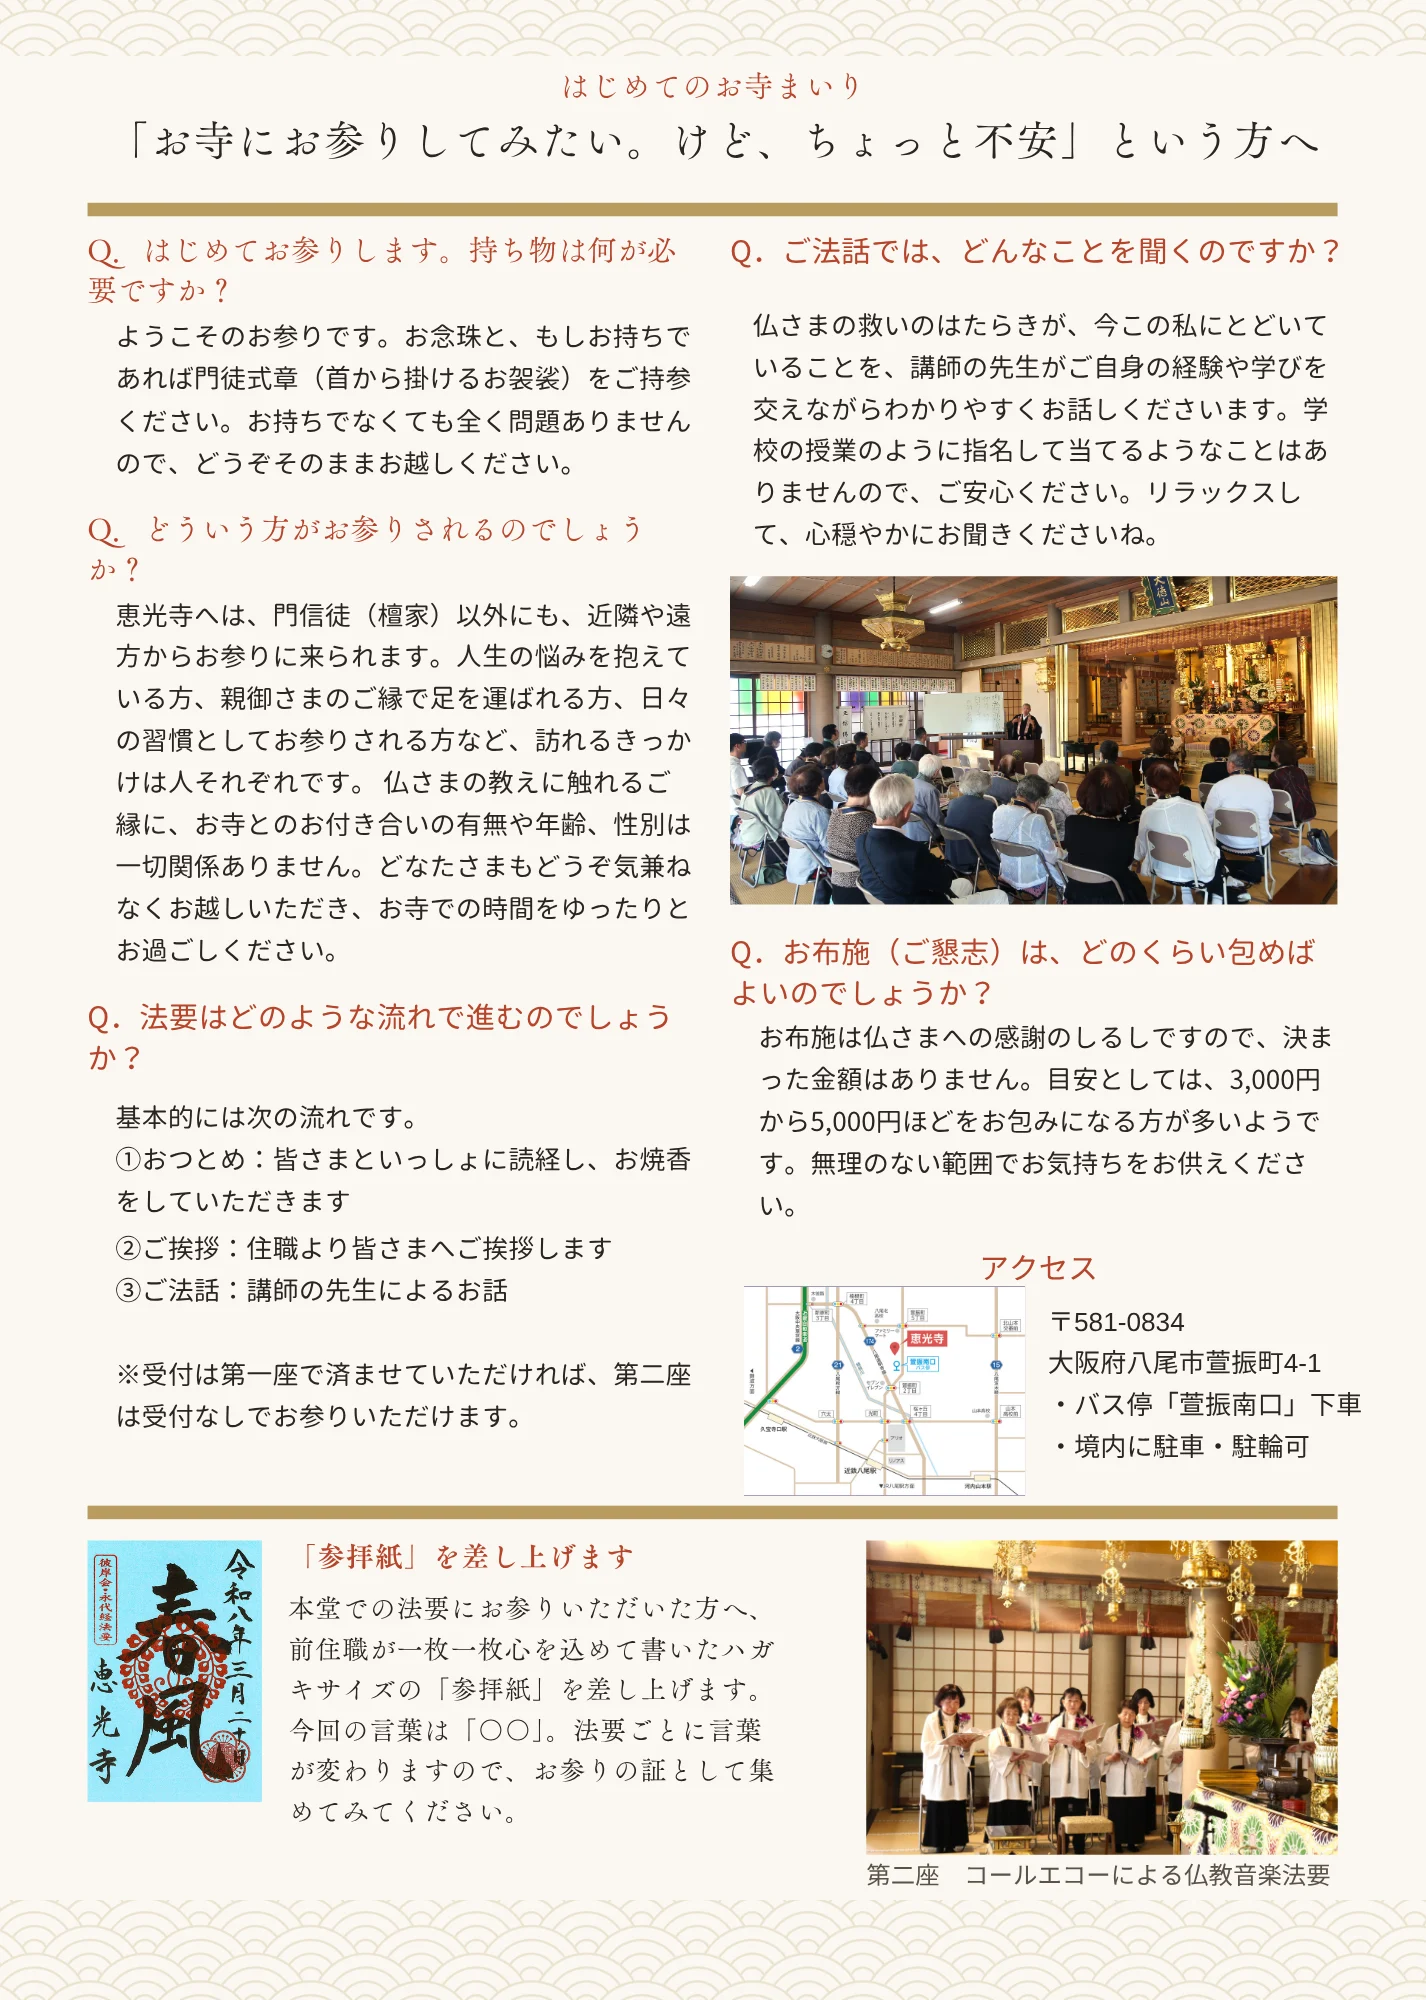 はじめてのお寺まいり
「お寺にお参りしてみたい。けど、ちょっと不安」という方へ
Q. はじめてお参りします。持ち物は何が必
要ですか？
ようこそのお参りです。お念珠と、もしお持ちで
あれば門徒式章（首から掛けるお袈裟）をご持参
ください。お持ちでなくても全く問題ありません
ので、どうぞそのままお越しください。
Q. どういう方がお参りされるのでしょう
か？
恵光寺へは、門信徒（檀家）以外にも、近隣や遠
方からお参りに来られます。人生の悩みを抱えて
いる方、親御さまのご縁で足を運ばれる方、日々
の習慣としてお参りされる方など、訪れるきっか
けは人それぞれです。 仏さまの教えに触れるご
縁に、お寺とのお付き合いの有無や年齢、性別は
一切関係ありません。どなたさまもどうぞ気兼ね
なくお越しいただき、お寺での時間をゆったりと
お過ごしください。
Q. 法要はどのような流れで進むのでしょう
か？
基本的には次の流れです。
①おつとめ：皆さまといっしょに読経し、お焼香
をしていただきます
②ご挨拶：住職より皆さまへご挨拶します
③ご法話：講師の先生によるお話
※受付は第一座で済ませていただければ、第二座
は受付なしでお参りいただけます。
Q. ご法話では、どんなことを聞くのですか？
仏さまの救いのはたらきが、今この私にとどいて
いることを、講師の先生がご自身の経験や学びを
交えながらわかりやすくお話しくださいます。学
校の授業のように指名して当てるようなことはあ
りませんので、ご安心ください。リラックスし
て、心穏やかにお聞きくださいね。
Q. お布施（ご懇志）は、どのくらい包めば
よいのでしょうか？
お布施は仏さまへの感謝のしるしですので、決ま
った金額はありません。目安としては、3,000円
から5,000円ほどをお包みになる方が多いようで
す。無理のない範囲でお気持ちをお供えくださ
い。
アクセス
恵光寺
萱振南口
バス停
アリオ
久宝寺口駅
近鉄八尾駅
▼JR八尾駅方面
河内山本駅
〒581-0834
大阪府八尾市萱振町4-1
・バス停「萱振南口」下車
・境内に駐車・駐輪可
令和八年三月二十日
春風
彼岸会・永代経法要
恵光寺
「参拝紙」を差し上げます
本堂での法要にお参りいただいた方へ、
前住職が一枚一枚心を込めて書いたハガ
キサイズの「参拝紙」を差し上げます。
今回の言葉は「〇〇」。法要ごとに言葉
が変わりますので、お参りの証として集
めてみてください。
第二座　コールエコーによる仏教音楽法要